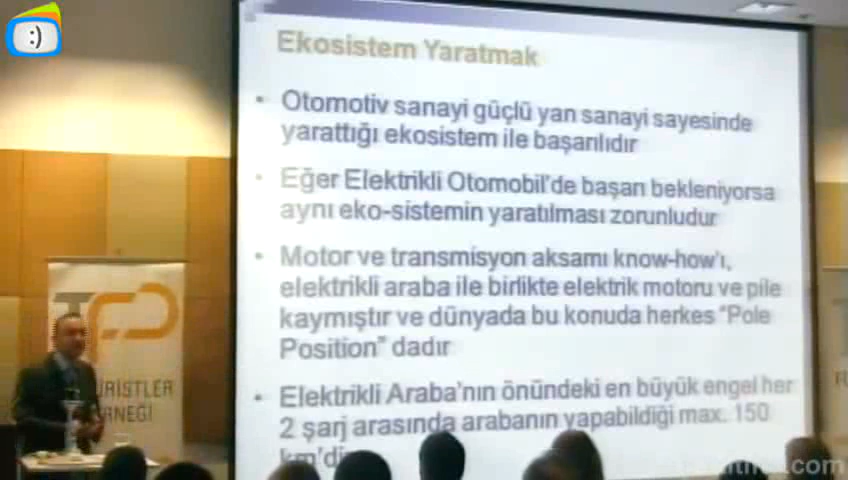 :)
Ekosistem Yaratmak
• Otomotiv sanayi güçlü yan sanayi sayesinde
yarattığı ekosistem ile başarılıdır
• Eğer Elektrikli Otomobil'de başarı bekleniyorsa
aynı eko-sistemin yaratılması zorunludur
• Motor ve transmisyon aksamı know-how'ı,
elektrikli araba ile birlikte elektrik motoru ve pile
kaymıştır ve dünyada bu konuda herkes "Pole
Position" dadır
• Elektrikli Araba'nın önündeki en büyük engel her
2 şarj arasında arabanın yapabildiği max. 150
km'dir